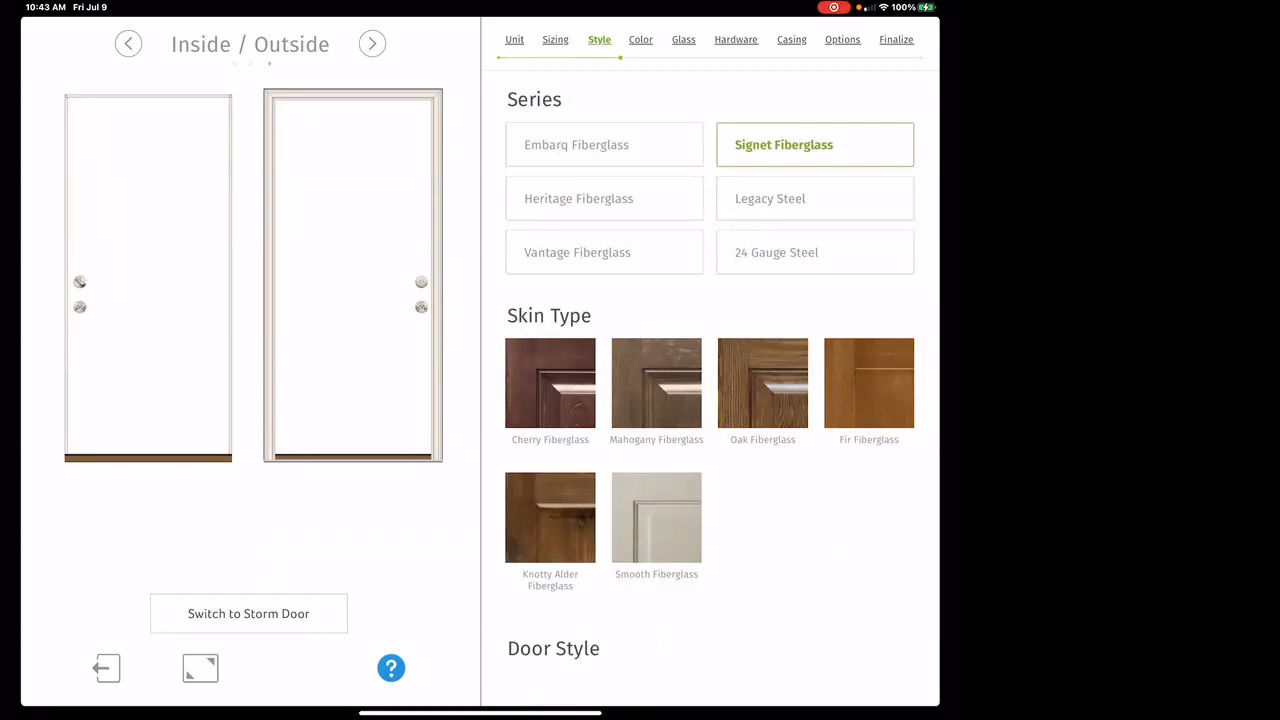 10:43 AM Fri Jul 9
100%
Inside / Outside
Unit Sizing Style Color Glass Hardware Casing Options Finalize
Series
Embarq Fiberglass
Signet Fiberglass
Heritage Fiberglass
Legacy Steel
Vantage Fiberglass
24 Gauge Steel
Skin Type
Cherry Fiberglass
Mahogany Fiberglass
Oak Fiberglass
Fir Fiberglass
Knotty Alder
Fiberglass
Smooth Fiberglass
Switch to Storm Door
Door Style
?